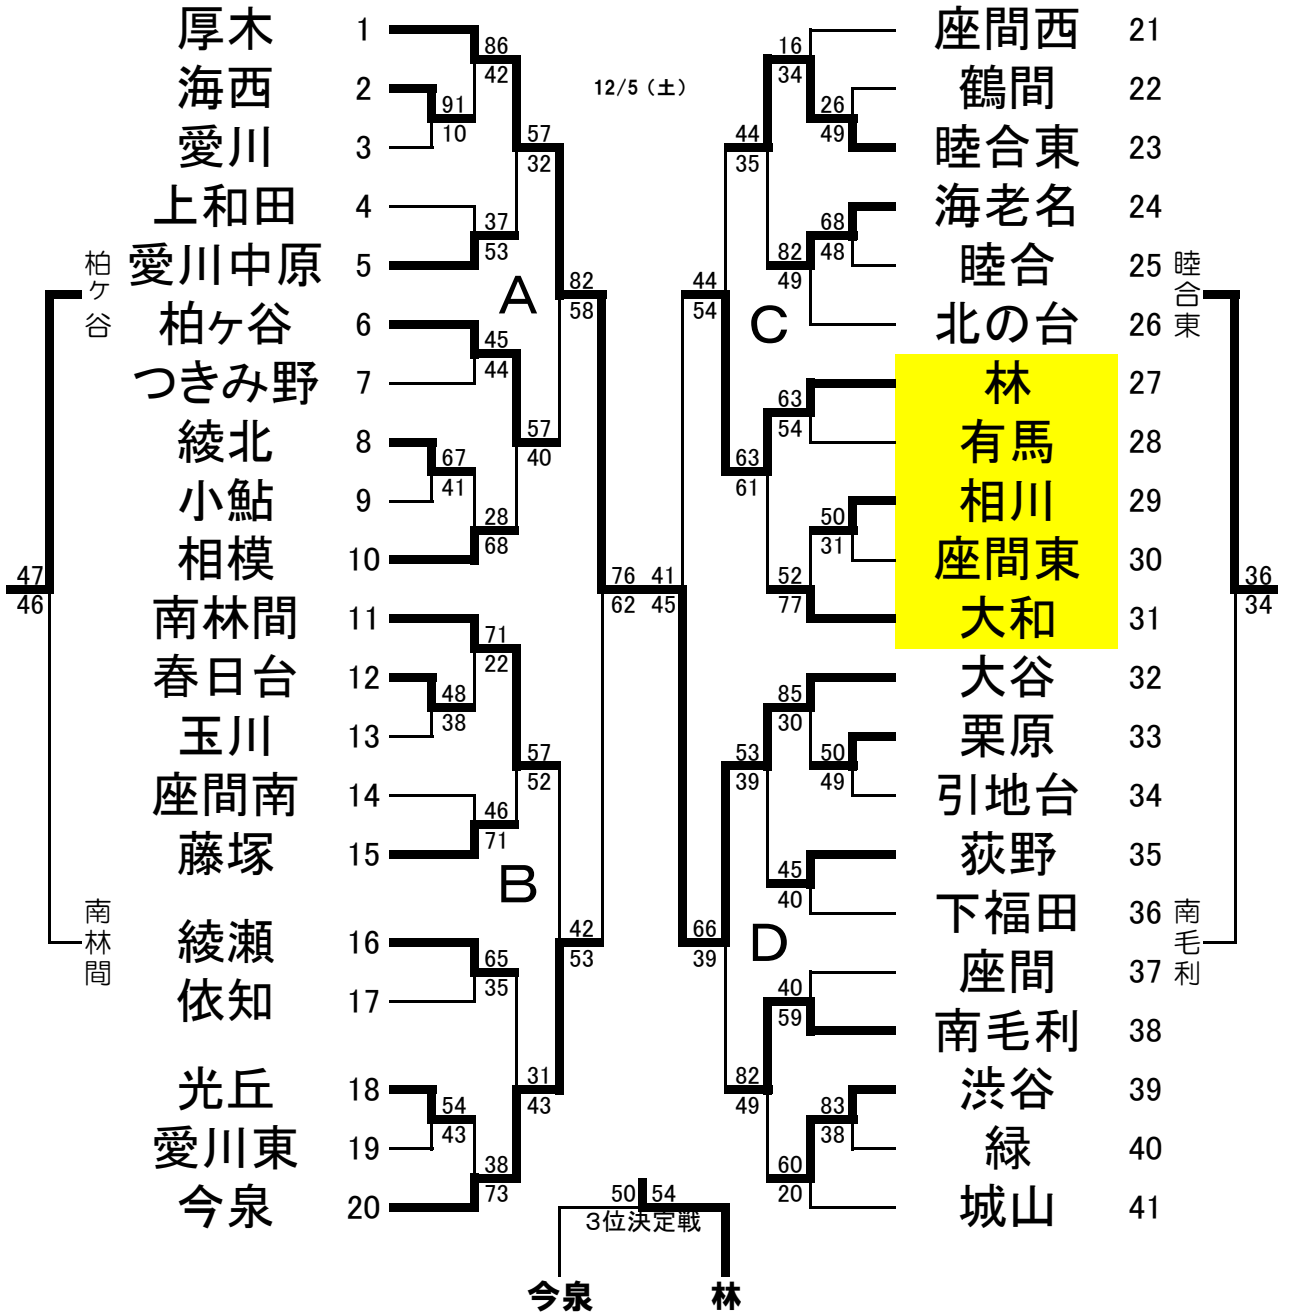 厚木 1
海西 2
愛川 3
上和田 4
愛川中原 5
柏ヶ谷 6
つきみ野 7
綾北 8
小鮎 9
相模 10
南林間 11
春日台 12
玉川 13
座間南 14
藤塚 15
綾瀬 16
依知 17
光丘 18
愛川東 19
今泉 20
柏ケ谷
南林間
47
46
86
42
91
10
37
53
45
44
67
41
28
68
71
22
48
38
46
71
65
35
54
43
38
73
57
32
57
40
57
52
31
43
A
B
82
58
42
53
76
62
12/5（土）
41
45
44
54
66
39
C
D
44
35
63
61
53
39
82
49
16
34
26
49
68
48
82
49
63
54
50
31
52
77
85
30
50
49
45
40
40
59
83
38
60
20
座間西 21
鶴間 22
睦合東 23
海老名 24
睦合 25
北の台 26
林 27
有馬 28
相川 29
座間東 30
大和 31
大谷 32
栗原 33
引地台 34
荻野 35
下福田 36
座間 37
南毛利 38
渋谷 39
緑 40
城山 41
睦合東
南毛利
36
34
50 54
3位決定戦
今泉 林